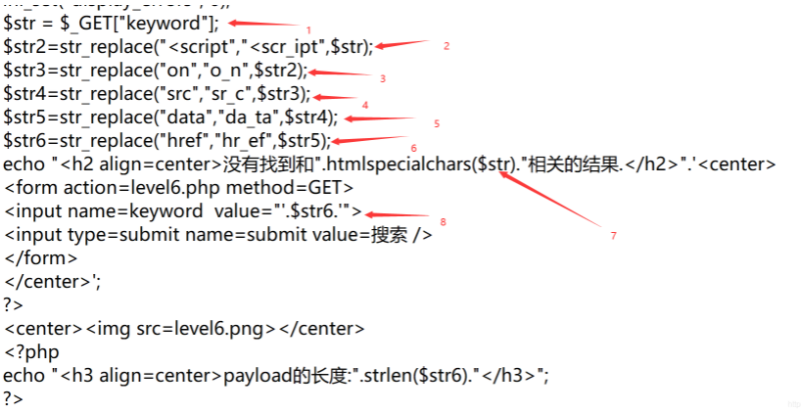 $str = $_GET["keyword"]; 1
$str2=str_replace("<script","<scr_ipt",$str); 2
$str3=str_replace("on","o_n",$str2); 3
$str4=str_replace("src","sr_c",$str3); 4
$str5=str_replace("data","da_ta",$str4); 5
$str6=str_replace("href","hr_ef",$str5); 6
echo "<h2 align=center>没有找到和".htmlspecialchars($str)."相关的结果.</h2>".'<center>
<form action=level6.php method=GET>
<input name=keyword  value="'.$str6.'"> 8
<input type=submit name=submit value=搜索 /> 7
</form>
</center>';
?>
<center><img src=level6.png></center>
<?php
echo "<h3 align=center>payload的长度:".strlen($str6)."</h3>";
?>